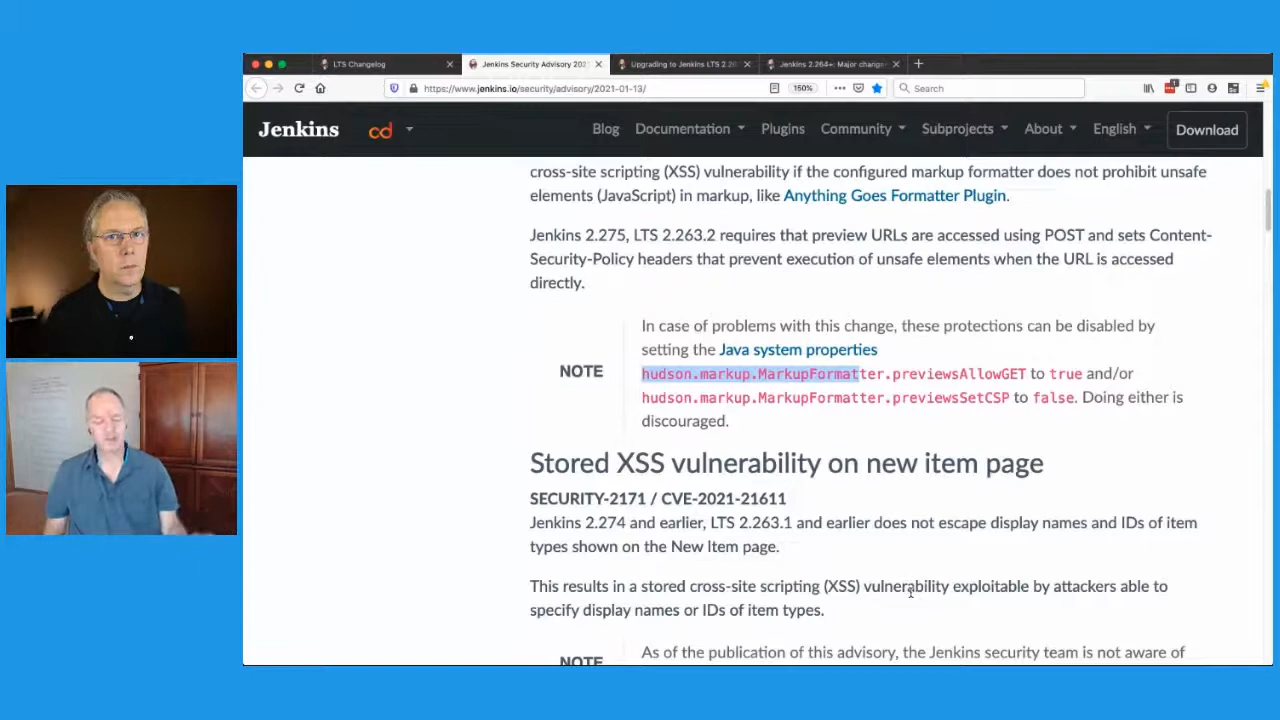 LTS Changelog
Jenkins Security Advisory 202
Upgrading to Jenkins LTS 2.26
Jenkins 2.264+: Major change
https://www.jenkins.io/security/advisory/2021-01-13/
150%
Search
Jenkins
cd
Blog
Documentation
Plugins
Community
Subprojects
About
English
Download
cross-site scripting (XSS) vulnerability if the configured markup formatter does not prohibit unsafe
elements (JavaScript) in markup, like Anything Goes Formatter Plugin.
Jenkins 2.275, LTS 2.263.2 requires that preview URLs are accessed using POST and sets Content-
Security-Policy headers that prevent execution of unsafe elements when the URL is accessed
directly.
NOTE
In case of problems with this change, these protections can be disabled by
setting the Java system properties
hudson.markup.MarkupFormatter.previewsAllowGET to true and/or
hudson.markup.MarkupFormatter.previewsSetCSP to false. Doing either is
discouraged.
Stored XSS vulnerability on new item page
SECURITY-2171 / CVE-2021-21611
Jenkins 2.274 and earlier, LTS 2.263.1 and earlier does not escape display names and IDs of item
types shown on the New Item page.
This results in a stored cross-site scripting (XSS) vulnerability exploitable by attackers able to
specify display names or IDs of item types.
NOTE
As of the publication of this advisory, the Jenkins security team is not aware of